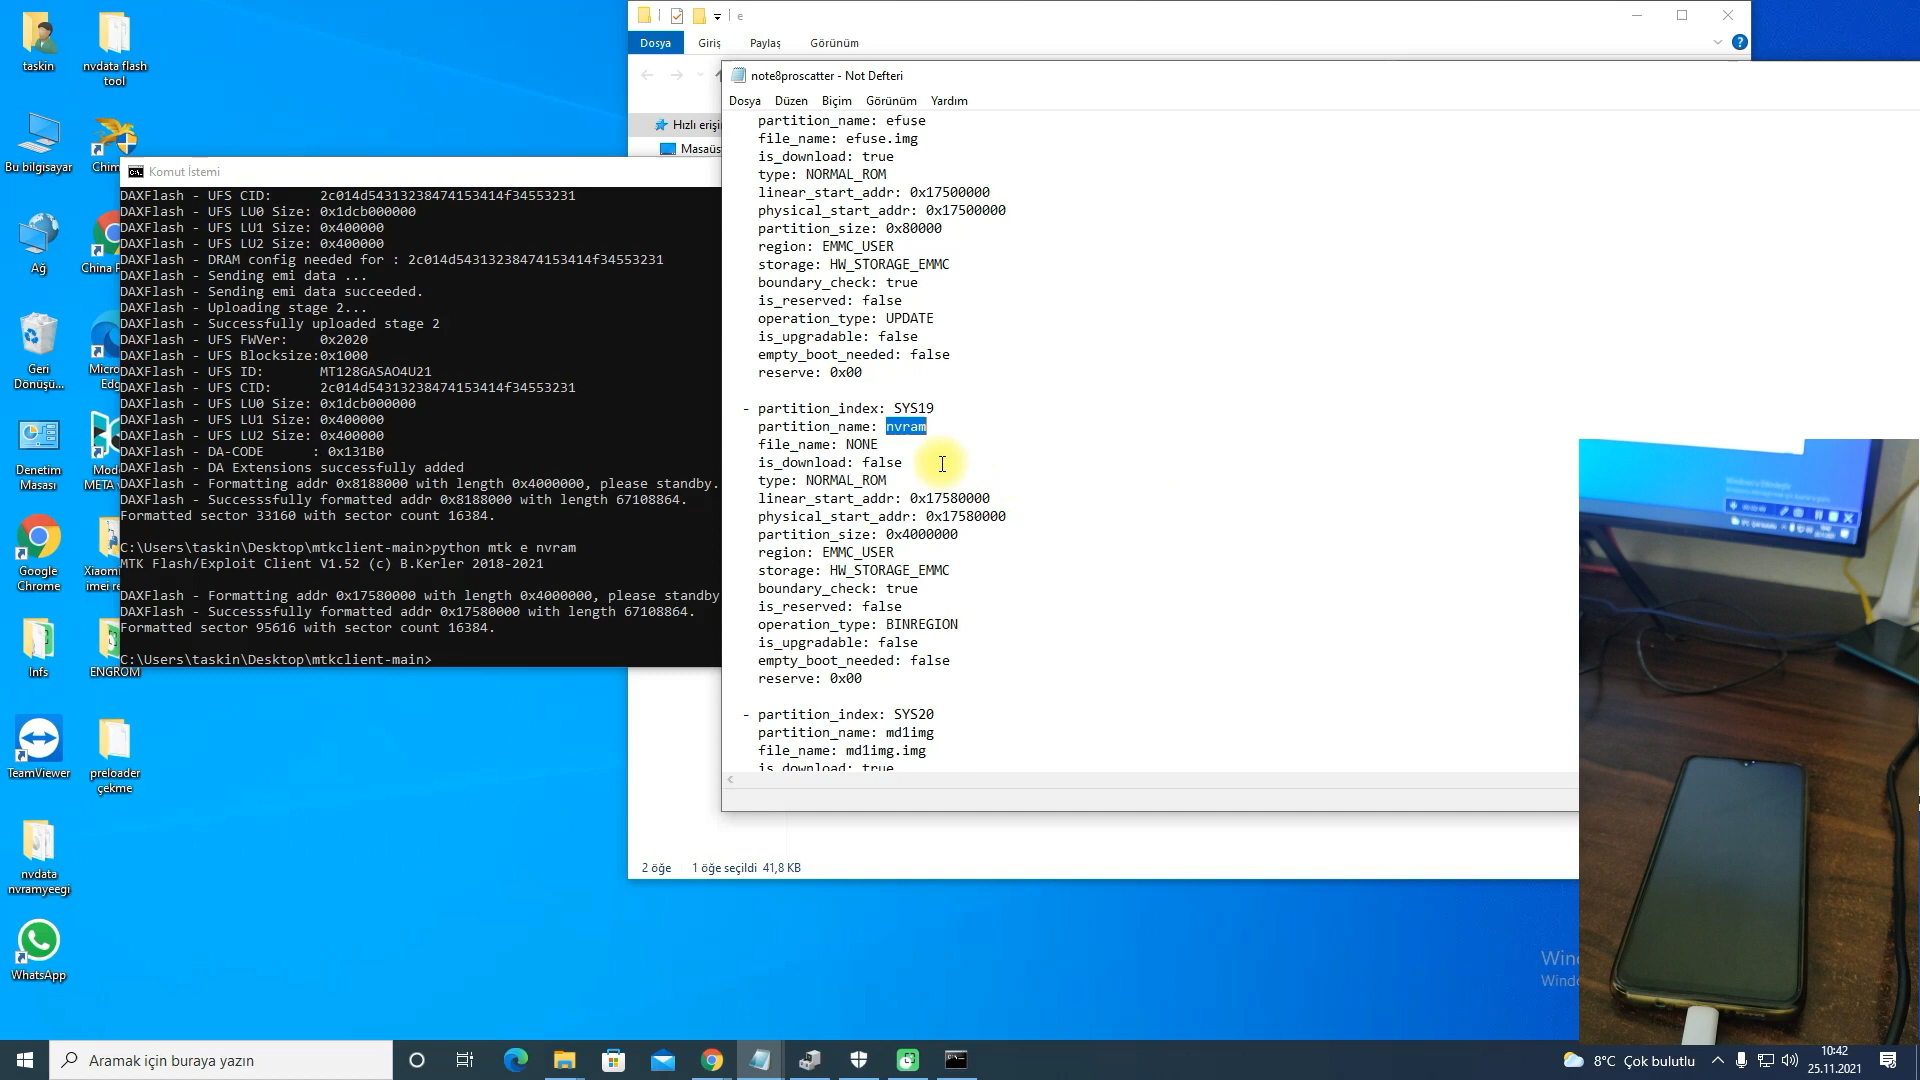 taskin
nvdata flash
tool
Bu bilgisayar
Chim
Ağ
China P
Geri
Dönüşü...
Micro
Edg
Denetim
Masası
Mod
META
Google
Chrome
Xiaom
imei re
Infs
ENGROM
TeamViewer
preloader
çekme
nvdata
nvramyeegi
WhatsApp
e
Dosya
Giriş
Paylaş
Görünüm
Hızlı erişi
Masaüs
2 öğe
1 öğe seçildi 41,8 KB
Komut İstemi
DAXFlash - UFS CID: 2c014d54313238474153414f34553231
DAXFlash - UFS LU0 Size: 0x1dcb000000
DAXFlash - UFS LU1 Size: 0x400000
DAXFlash - UFS LU2 Size: 0x400000
DAXFlash - DRAM config needed for : 2c014d54313238474153414f34553231
DAXFlash - Sending emi data ...
DAXFlash - Sending emi data succeeded.
DAXFlash - Uploading stage 2...
DAXFlash - Successfully uploaded stage 2
DAXFlash - UFS FWVer: 0x2020
DAXFlash - UFS Blocksize:0x1000
DAXFlash - UFS ID: MT128GASAO4U21
DAXFlash - UFS CID: 2c014d54313238474153414f34553231
DAXFlash - UFS LU0 Size: 0x1dcb000000
DAXFlash - UFS LU1 Size: 0x400000
DAXFlash - UFS LU2 Size: 0x400000
DAXFlash - DA-CODE : 0x131B0
DAXFlash - DA Extensions successfully added
DAXFlash - Formatting addr 0x8188000 with length 0x4000000, please standby.
DAXFlash - Successsfully formatted addr 0x8188000 with length 67108864.
Formatted sector 33160 with sector count 16384.
C:\Users\taskin\Desktop\mtkclient-main>python mtk e nvram
MTK Flash/Exploit Client V1.52 (c) B.Kerler 2018-2021
DAXFlash - Formatting addr 0x17580000 with length 0x4000000, please standby
DAXFlash - Successsfully formatted addr 0x17580000 with length 67108864.
Formatted sector 95616 with sector count 16384.
C:\Users\taskin\Desktop\mtkclient-main>
note8proscatter - Not Defteri
Dosya Düzen Biçim Görünüm Yardım
partition_name: efuse
file_name: efuse.img
is_download: true
type: NORMAL_ROM
linear_start_addr: 0x17500000
physical_start_addr: 0x17500000
partition_size: 0x80000
region: EMMC_USER
storage: HW_STORAGE_EMMC
boundary_check: true
is_reserved: false
operation_type: UPDATE
is_upgradable: false
empty_boot_needed: false
reserve: 0x00
- partition_index: SYS19
partition_name: nvram
file_name: NONE
is_download: false
type: NORMAL_ROM
linear_start_addr: 0x17580000
physical_start_addr: 0x17580000
partition_size: 0x4000000
region: EMMC_USER
storage: HW_STORAGE_EMMC
boundary_check: true
is_reserved: false
operation_type: BINREGION
is_upgradable: false
empty_boot_needed: false
reserve: 0x00
- partition_index: SYS20
partition_name: md1img
file_name: md1img.img
is_download: true
Win
Wind
Aramak için buraya yazın
8°C Çok bulutlu
10:42
25.11.2021